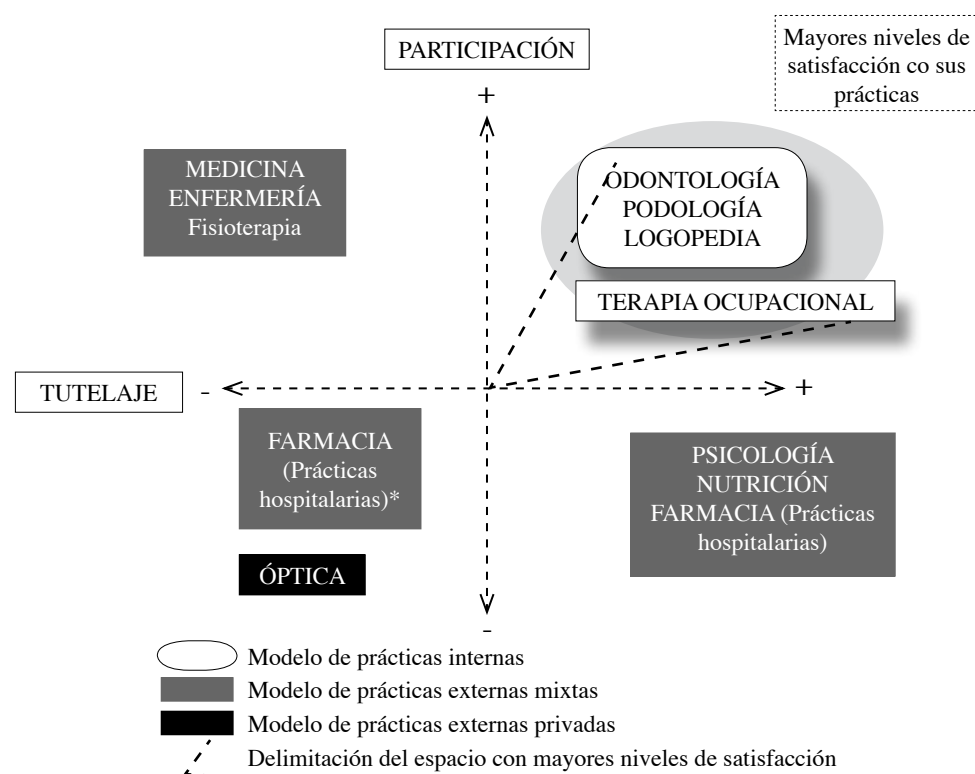 PARTICIPACIÓN
Mayores niveles de
satisfacción co sus
prácticas
+
MEDICINA
ENFERMERÍA
Fisioterapia
ODONTOLOGÍA
PODOLOGÍA
LOGOPEDIA
TERAPIA OCUPACIONAL
TUTELAJE
-
+
FARMACIA
(Prácticas
hospitalarias)*
PSICOLOGÍA
NUTRICIÓN
FARMACIA (Prácticas
hospitalarias)
ÓPTICA
-
Modelo de prácticas internas
Modelo de prácticas externas mixtas
Modelo de prácticas externas privadas
Delimitación del espacio con mayores niveles de satisfacción